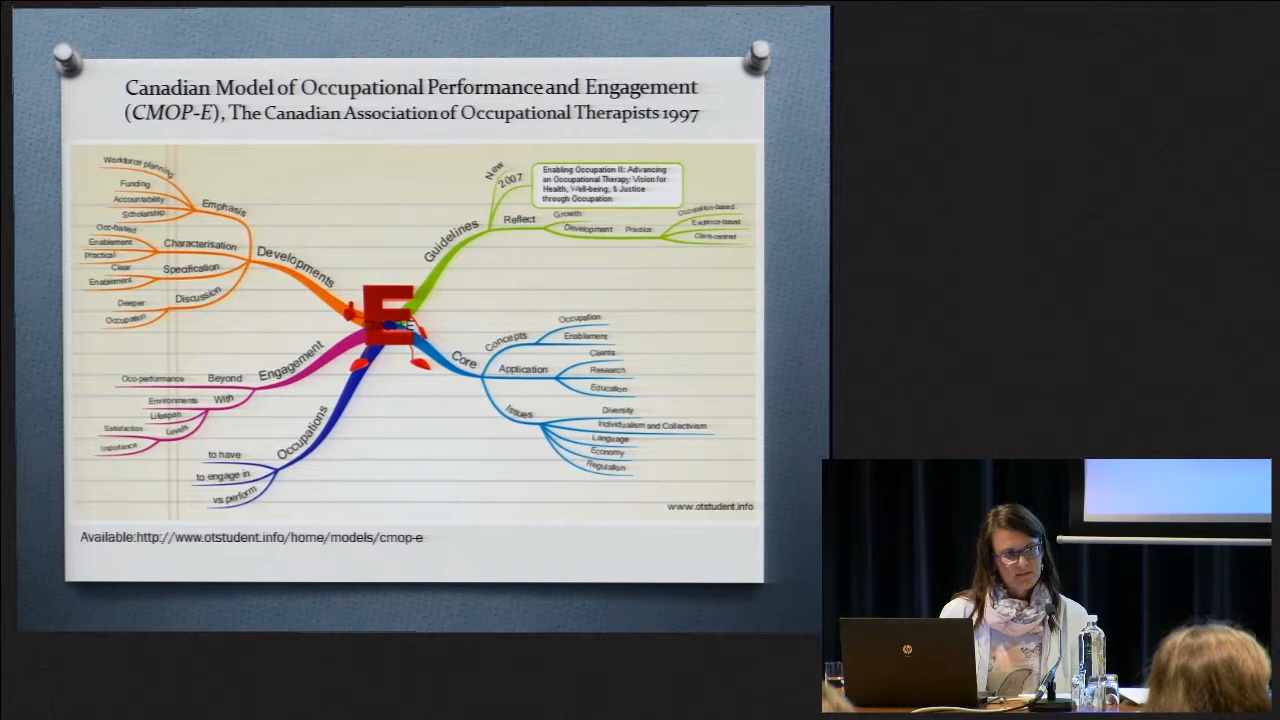 Canadian Model of Occupational Performance and Engagement
(CMOP-E), The Canadian Association of Occupational Therapists 1997
Workforce planning
Funding
Accountability
Scholarship
Emphasis
Occ-based
Enablement
Practical
Characterisation
Clear
Enablement
Specification
Deeper
Occupation
Discussion
Developments
Guidelines
New
2007
Enabling Occupation II: Advancing
an Occupational Therapy Vision for
Health, Well-being, & Justice
through Occupation
Reflect
Growth
Development
Practice
Occupation-based
Evidence-based
Client-centred
E
Engagement
Beyond
Occo-performance
With
Environments
Lifespan
Levels
Satisfaction
Importance
Occupations
to have
to engage in
vs perform
Core
Concepts
Occupation
Enablement
Application
Clients
Research
Education
Issues
Diversity
Individualism and Collectivism
Language
Economy
Regulation
www.otstudent.info
Available:http://www.otstudent.info/home/models/cmop-e
hp